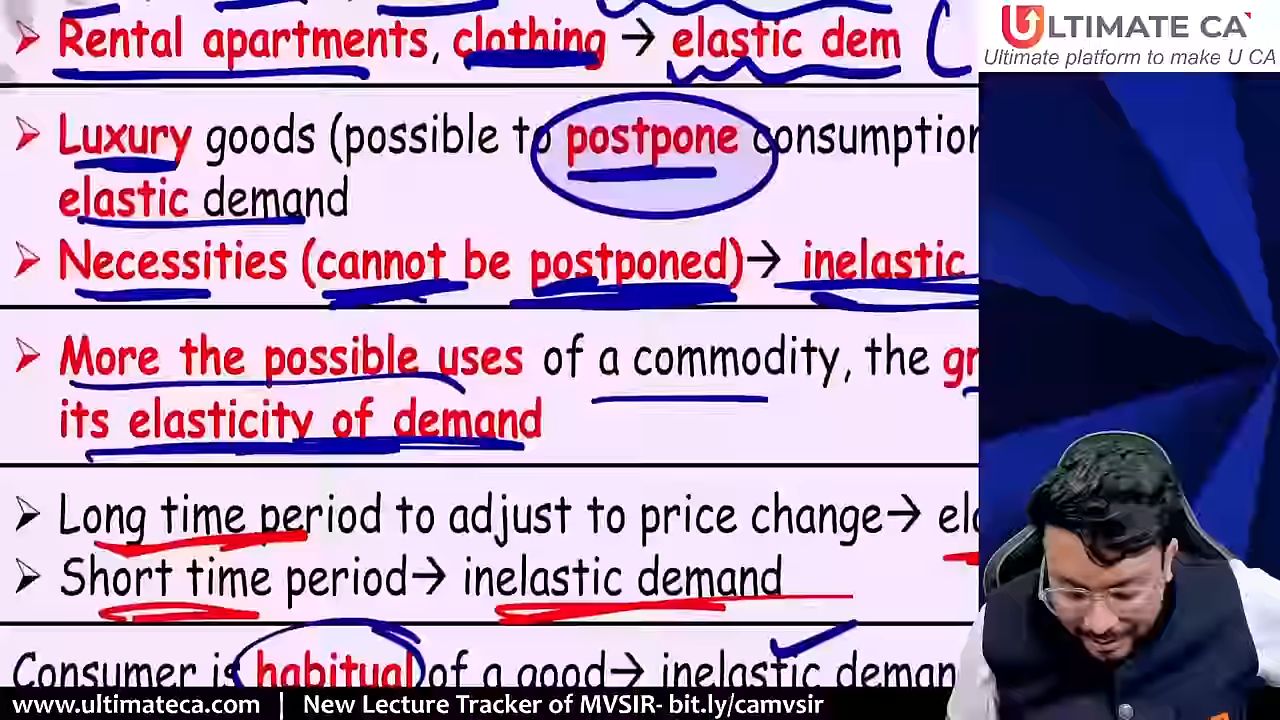 ➤ Rental apartments, clothing → elastic dem
ULTIMATE CA
Ultimate platform to make U CA
➤ Luxury goods (possible to postpone consumption
elastic demand
➤ Necessities (cannot be postponed)→ inelastic
➤ More the possible uses of a commodity, the gr
its elasticity of demand
➤ Long time period to adjust to price change→ ela
➤ Short time period→ inelastic demand
Consumer is habitual of a good→ inelastic deman
www.ultimateca.com | New Lecture Tracker of MVSIR- bit.ly/camvsir